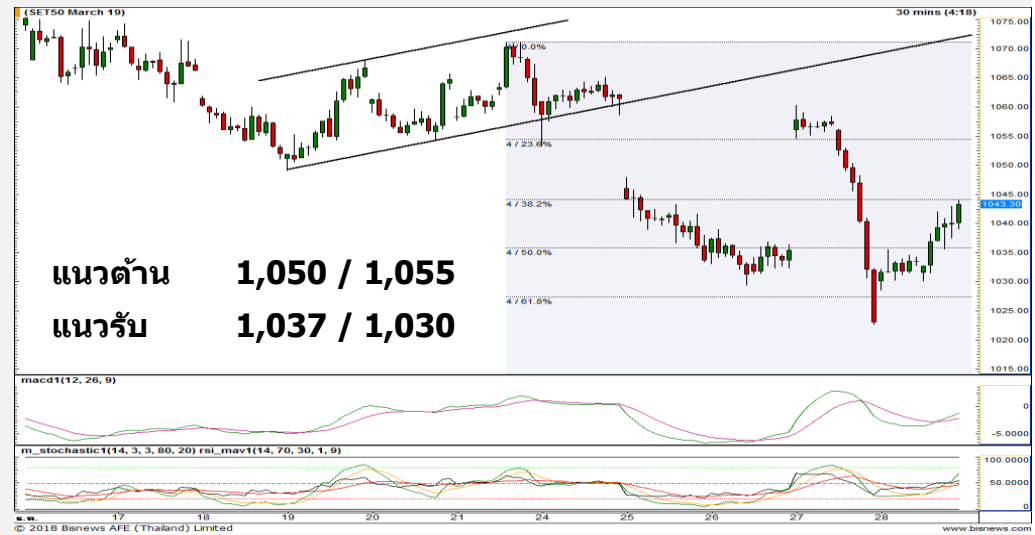 (SET50 March 19) 30 mins (4:18)
1075.00
1070.00
1065.00
1060.00
1055.00
1050.00
1045.00
1043.30
1040.00
1035.00
1030.00
1025.00
1020.00
1015.00
4 / 0.0%
4 / 23.6%
4 / 38.2%
4 / 50.0%
4 / 61.8%
แนวต้าน 1,050 / 1,055
แนวรับ 1,037 / 1,030
macd1(12, 26, 9)
0
-5.0000
m_stochastic1(14, 3, 3, 80, 20) rsi_mav1(14, 70, 30, 1, 9)
100.0000
50.0000
0
ธ.ค. 17 18 19 20 21 24 25 26 27 28
© 2018 Bisnews AFE (Thailand) Limited www.bisnews.com